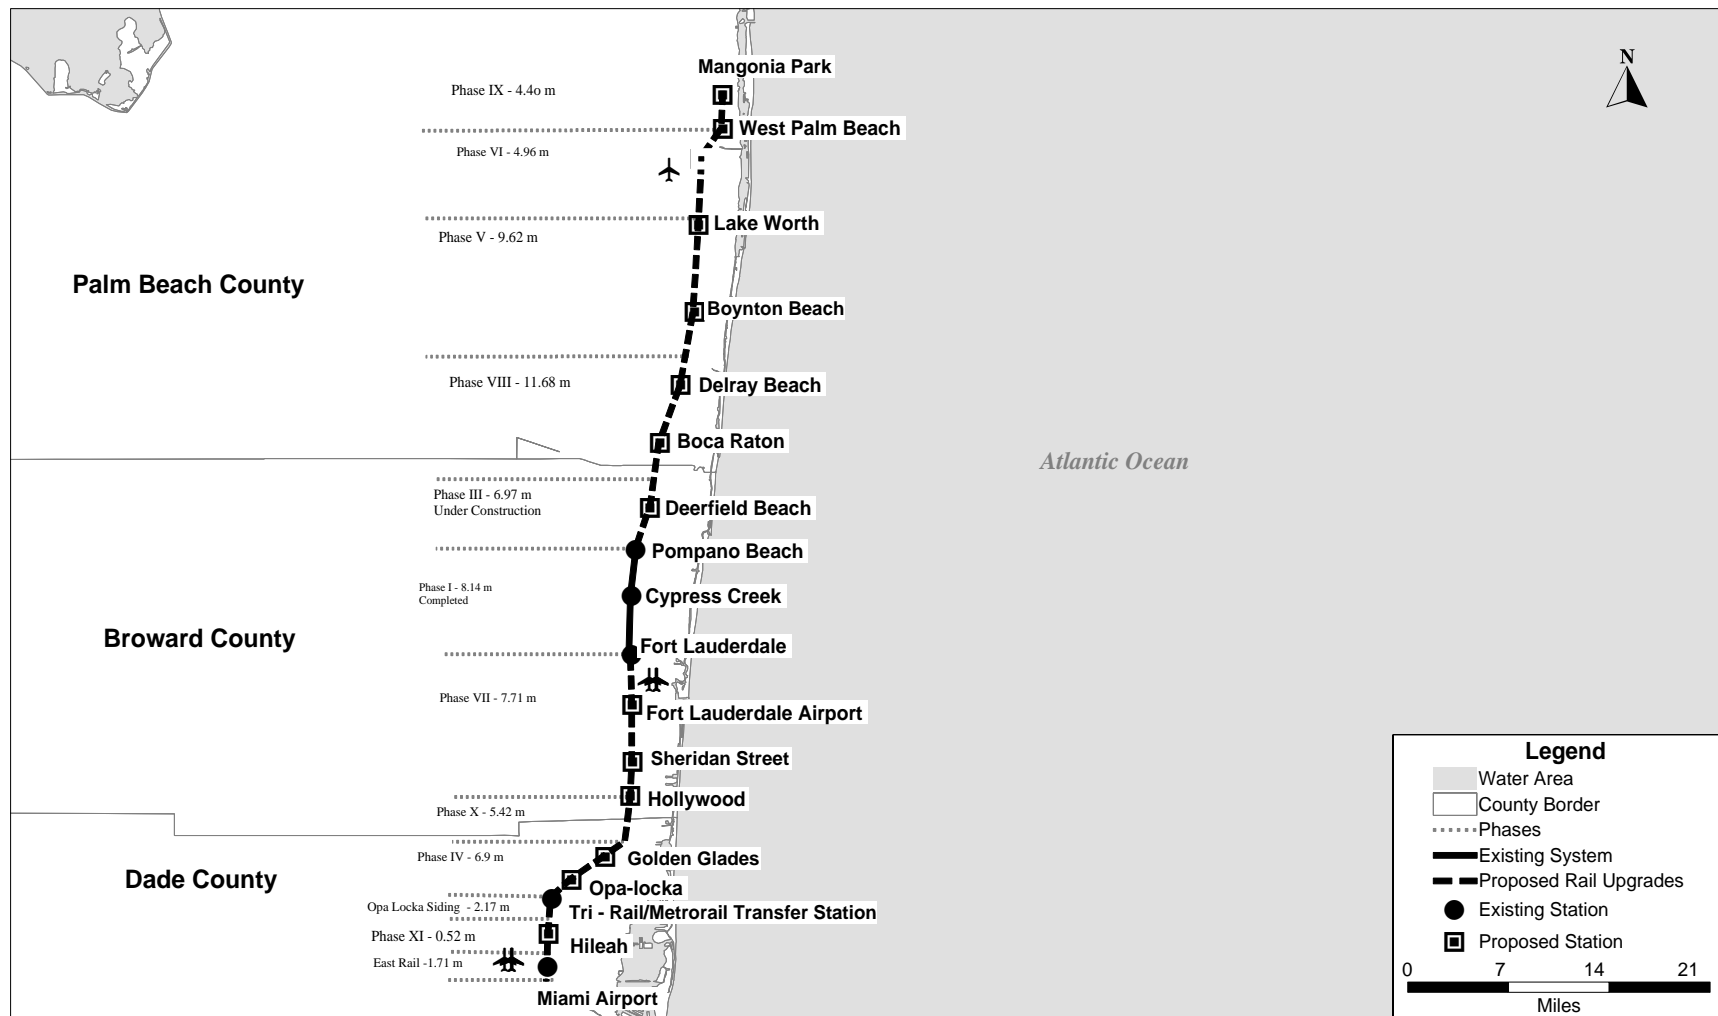 Mangonia Park
N
Phase IX - 4.4o m
West Palm Beach
Phase VI - 4.96 m
Lake Worth
Phase V - 9.62 m
Palm Beach County
Boynton Beach
Phase VIII - 11.68 m
Delray Beach
Boca Raton
Atlantic Ocean
Phase III - 6.97 m
Under Construction
Deerfield Beach
Pompano Beach
Phase I - 8.14 m
Completed
Cypress Creek
Broward County
Fort Lauderdale
Phase VII - 7.71 m
Fort Lauderdale Airport
Sheridan Street
Hollywood
Phase X - 5.42 m
Phase IV - 6.9 m
Golden Glades
Dade County
Opa-locka
Opa Locka Siding - 2.17 m
Tri - Rail/Metrorail Transfer Station
Phase XI - 0.52 m
Hileah
East Rail -1.71 m
Miami Airport
Legend
Water Area
County Border
Phases
Existing System
Proposed Rail Upgrades
Existing Station
Proposed Station
0 7 14 21
Miles